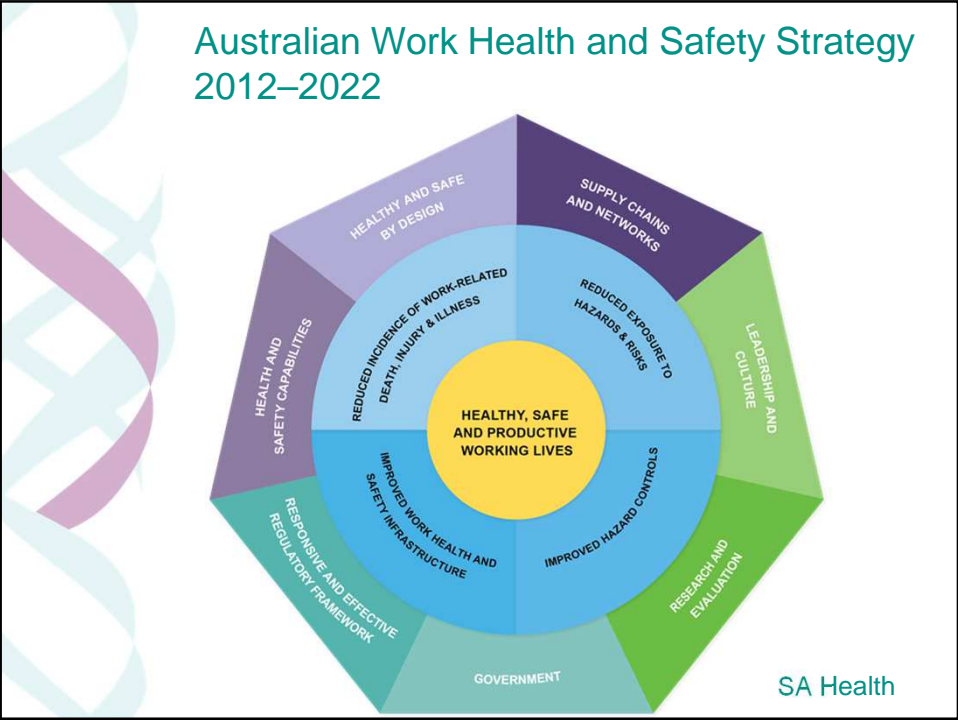 Australian Work Health and Safety Strategy
2012–2022
HEALTHY AND SAFE
BY DESIGN
SUPPLY CHAINS
AND NETWORKS
LEADERSHIP AND
CULTURE
RESEARCH AND
EVALUATION
GOVERNMENT
RESPONSIVE AND EFFECTIVE
REGULATORY FRAMEWORK
HEALTH AND
SAFETY CAPABILITIES
REDUCED INCIDENCE OF WORK-RELATED
DEATH, INJURY & ILLNESS
REDUCED EXPOSURE TO
HAZARDS & RISKS
IMPROVED HAZARD CONTROLS
IMPROVED WORK HEALTH AND
SAFETY INFRASTRUCTURE
HEALTHY, SAFE
AND PRODUCTIVE
WORKING LIVES
SA Health